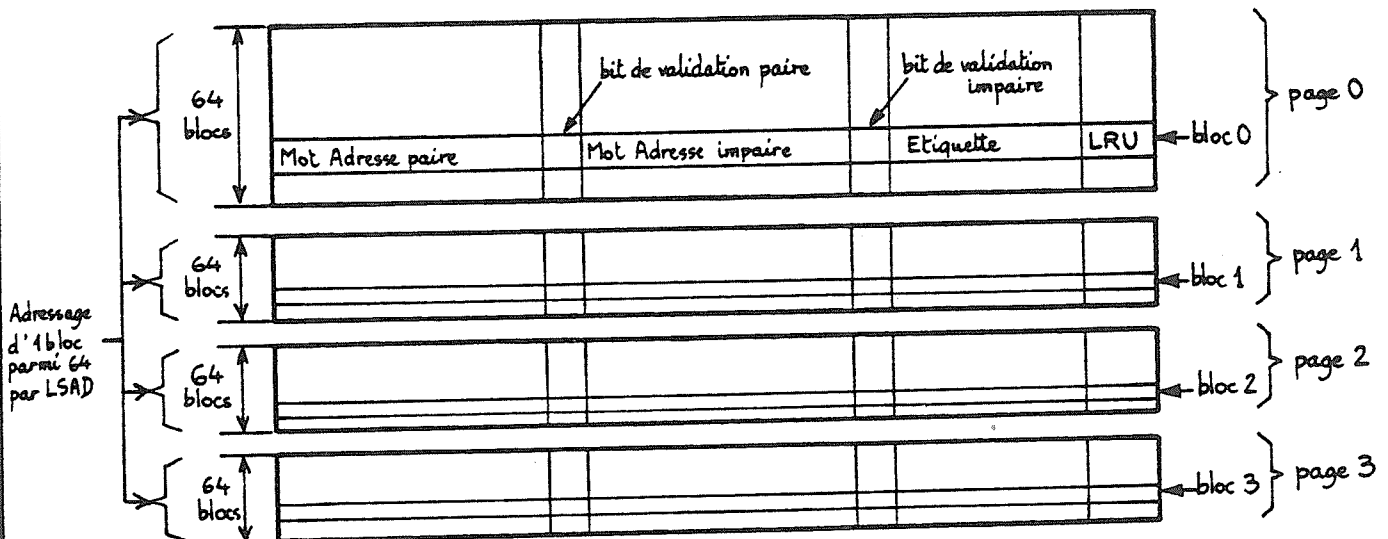 64
blocs
bit de validation paire
bit de validation
impaire
page 0
Mot Adresse paire
Mot Adresse impaire
Etiquette
LRU
bloc 0
64
blocs
bloc 1
page 1
Adressage
d'1 bloc
parmi 64
par LSAD
64
blocs
bloc 2
page 2
64
blocs
bloc 3
page 3